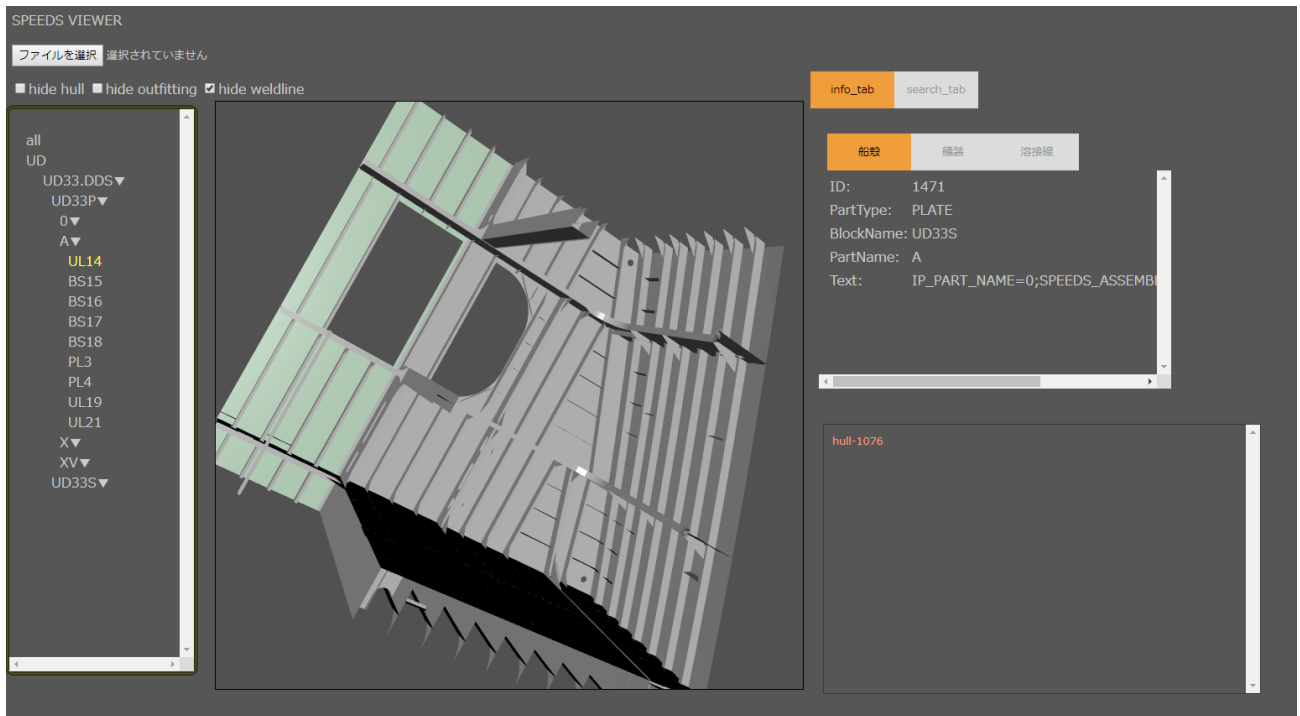 SPEEDS VIEWER
ファイルを選択 選択されていません
hide hull hide outfitting hide weldline
all
UD
UD33.DDS▼
UD33P▼
0▼
A▼
UL14
BS15
BS16
BS17
BS18
PL3
PL4
UL19
UL21
X▼
XV▼
UD33S▼
info_tab search_tab
船殻 艤装 溶接線
ID: 1471
PartType: PLATE
BlockName: UD33S
PartName: A
Text: IP_PART_NAME=0;SPEEDS_ASSEMBI
hull-1076